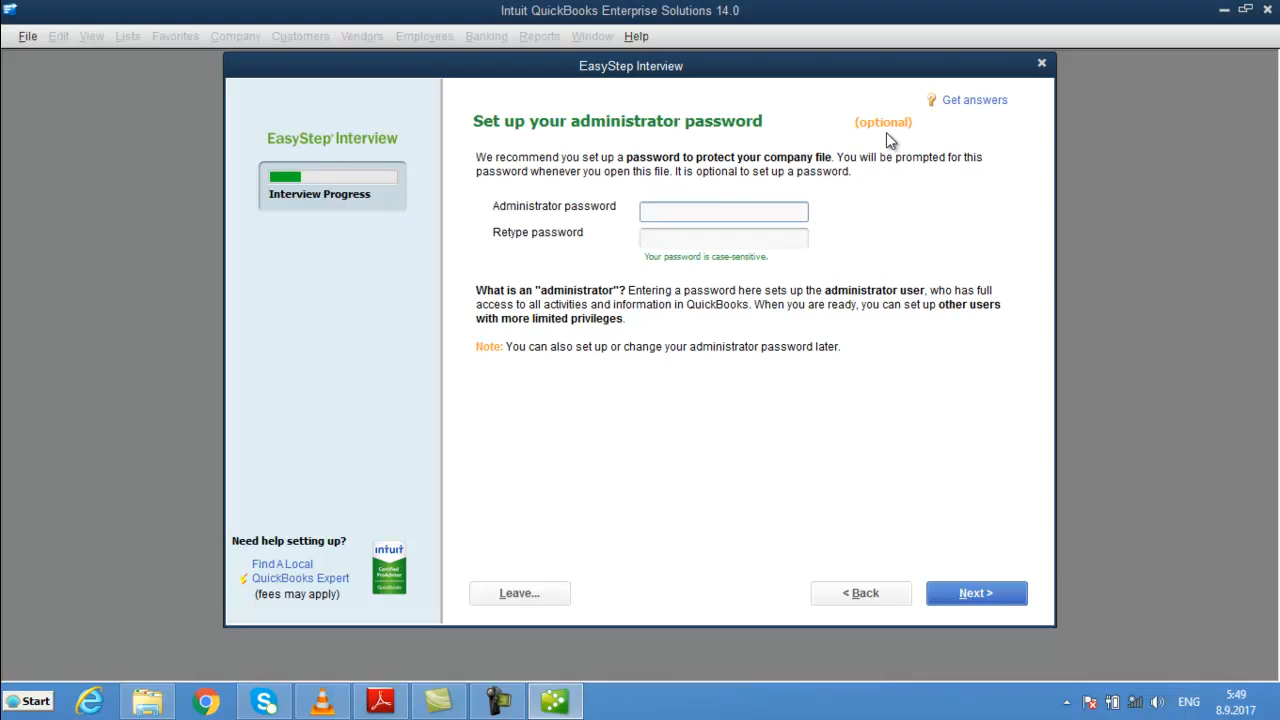 Intuit QuickBooks Enterprise Solutions 14.0
File Edit View Lists Favorites Company Customers Vendors Employees Banking Reports Window Help
EasyStep Interview
Get answers
EasyStep Interview
Interview Progress
Set up your administrator password (optional)
We recommend you set up a password to protect your company file. You will be prompted for this
password whenever you open this file. It is optional to set up a password.
Administrator password
Retype password
Your password is case-sensitive.
What is an "administrator"? Entering a password here sets up the administrator user, who has full
access to all activities and information in QuickBooks. When you are ready, you can set up other users
with more limited privileges.
Note: You can also set up or change your administrator password later.
Need help setting up?
Find A Local
QuickBooks Expert
(fees may apply)
intuit
Certified
ProAdvisor
QuickBooks
Leave...
< Back
Next >
Start
ENG
5:49
8.9.2017